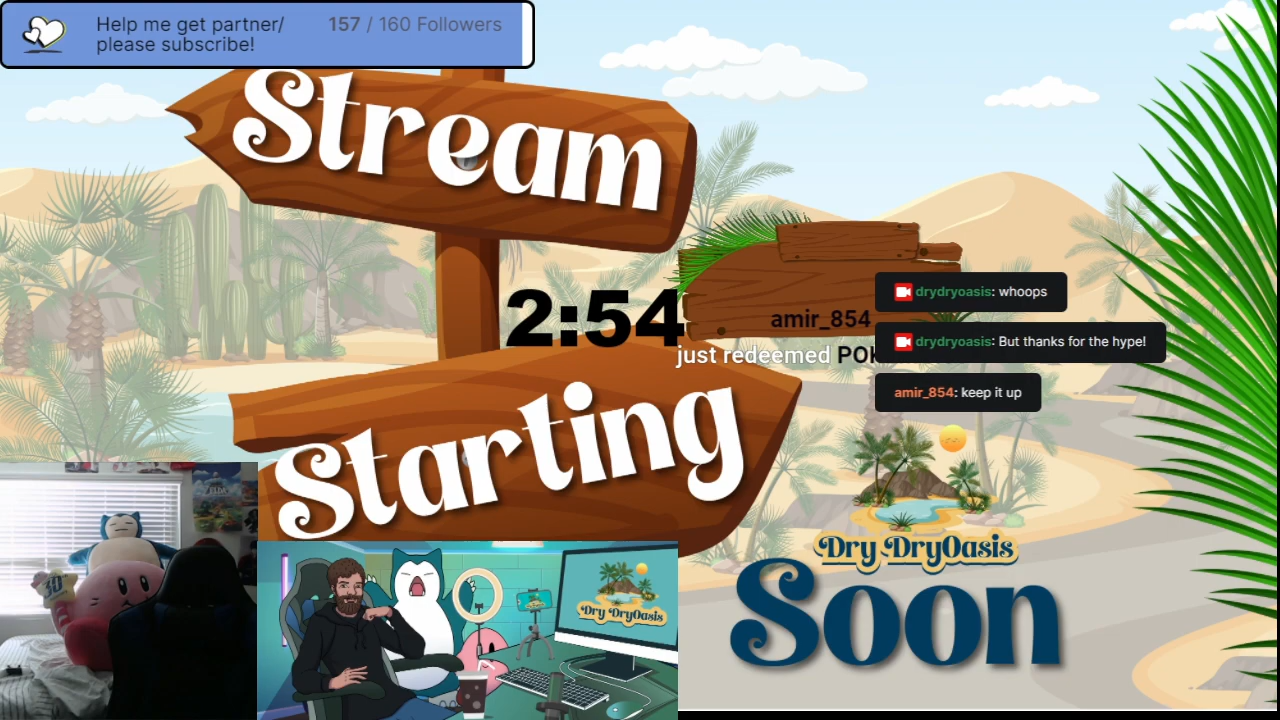 Help me get partner/
please subscribe!
157 / 160 Followers
Stream
2:54
amir_854
just redeemed
drydryoasis: whoops
drydryoasis: But thanks for the hype!
amir_854: keep it up
Starting
Dry DryOasis
Soon
Dry DryOasis